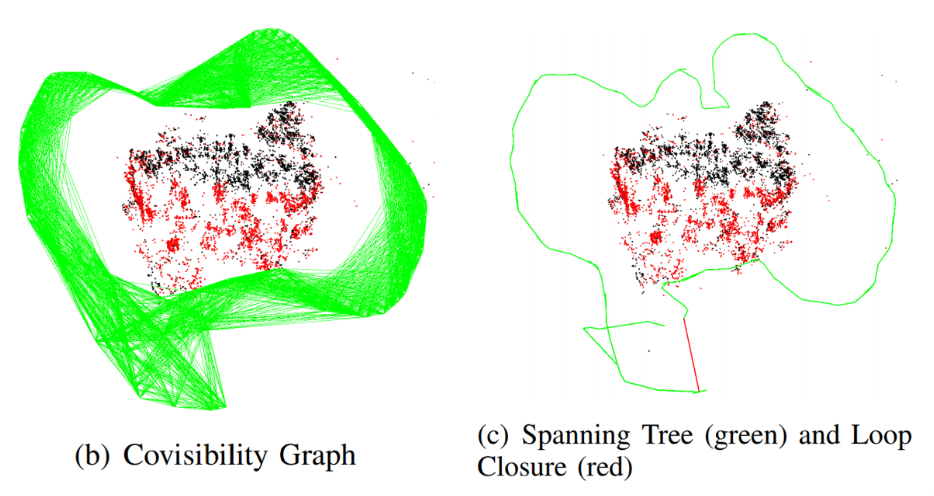 (b) Covisibility Graph
(c) Spanning Tree (green) and Loop
Closure (red)